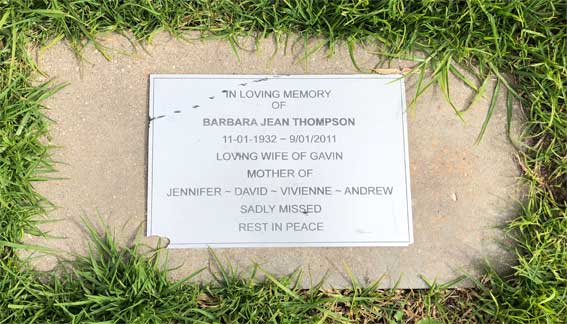 IN LOVING MEMORY
OF
BARBARA JEAN THOMPSON
11-01-1932 ~ 9/01/2011
LOVING WIFE OF GAVIN
MOTHER OF
JENNIFER ~ DAVID ~ VIVIENNE ~ ANDREW
SADLY MISSED
REST IN PEACE